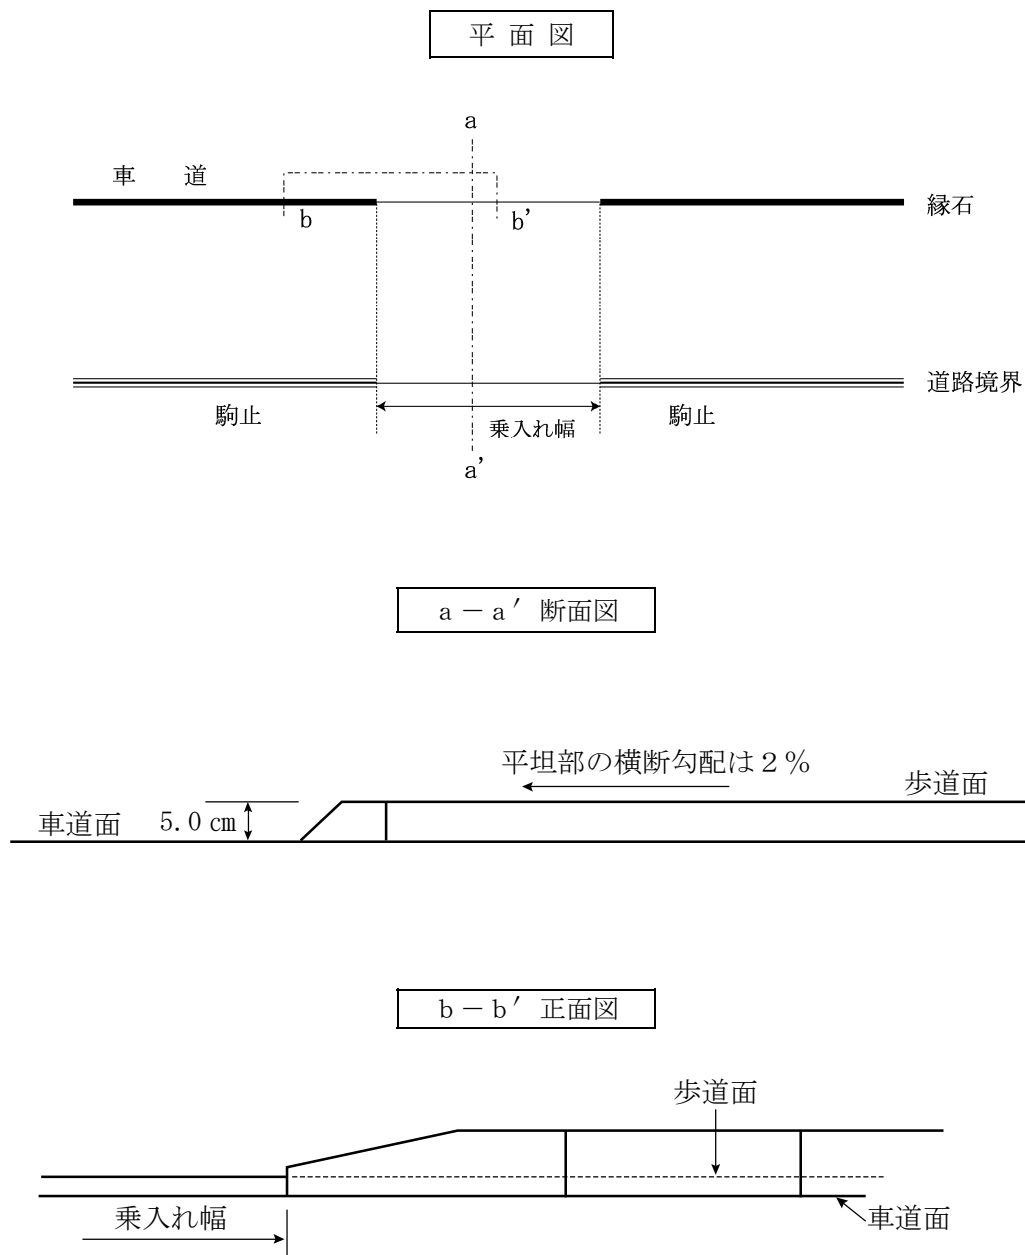 平 面 図
a
車 道
b
b’
縁石
道路境界
駒止
乗入れ幅
駒止
a’
a－a′ 断面図
平坦部の横断勾配は２％
歩道面
車道面
5.0㎝
b－b′ 正面図
歩道面
乗入れ幅
車道面